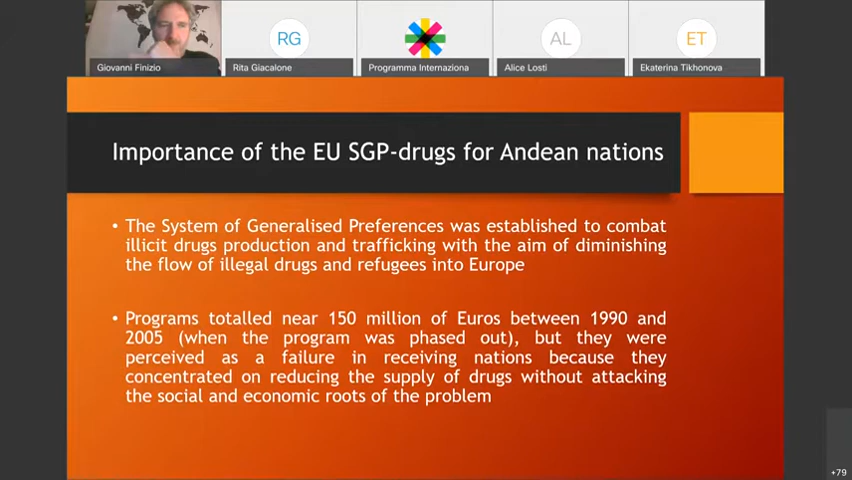 RG
AL
ET
Giovanni Finizio
Rita Giacalone
Programma Internaziona
Alice Losti
Ekaterina Tikhonova
Importance of the EU SGP-drugs for Andean nations
• The System of Generalised Preferences was established to combat
illicit drugs production and trafficking with the aim of diminishing
the flow of illegal drugs and refugees into Europe
• Programs totalled near 150 million of Euros between 1990 and
2005 (when the program was phased out), but they were
perceived as a failure in receiving nations because they
concentrated on reducing the supply of drugs without attacking
the social and economic roots of the problem
+79